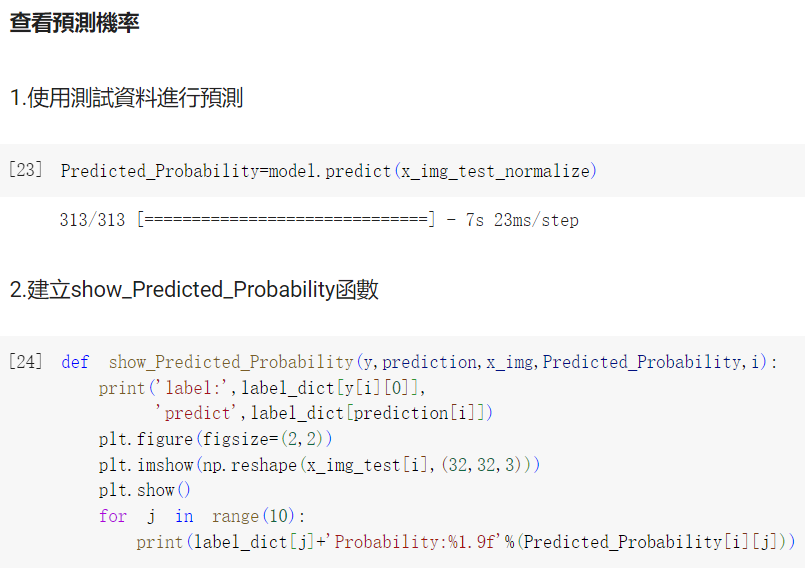 查看預測機率
1.使用測試資料進行預測
[23] Predicted_Probability=model.predict(x_img_test_normalize)
313/313 [==============================] - 7s 23ms/step
2.建立show_Predicted_Probability函數
[24] def show_Predicted_Probability(y,prediction,x_img,Predicted_Probability,i):
print('label:',label_dict[y[i][0]],
'predict',label_dict[prediction[i]])
plt.figure(figsize=(2,2))
plt.imshow(np.reshape(x_img_test[i],(32,32,3)))
plt.show()
for j in range(10):
print(label_dict[j]+'Probability:%1.9f'%(Predicted_Probability[i][j]))